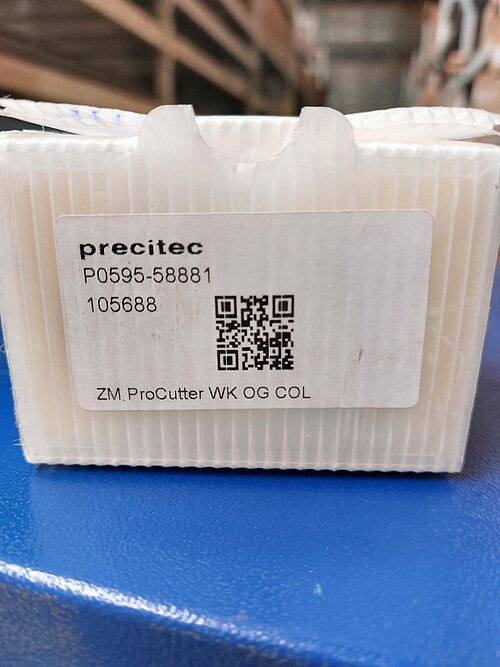 precitec
P0595-58881
105688
ZM ProCutter WK OG COL